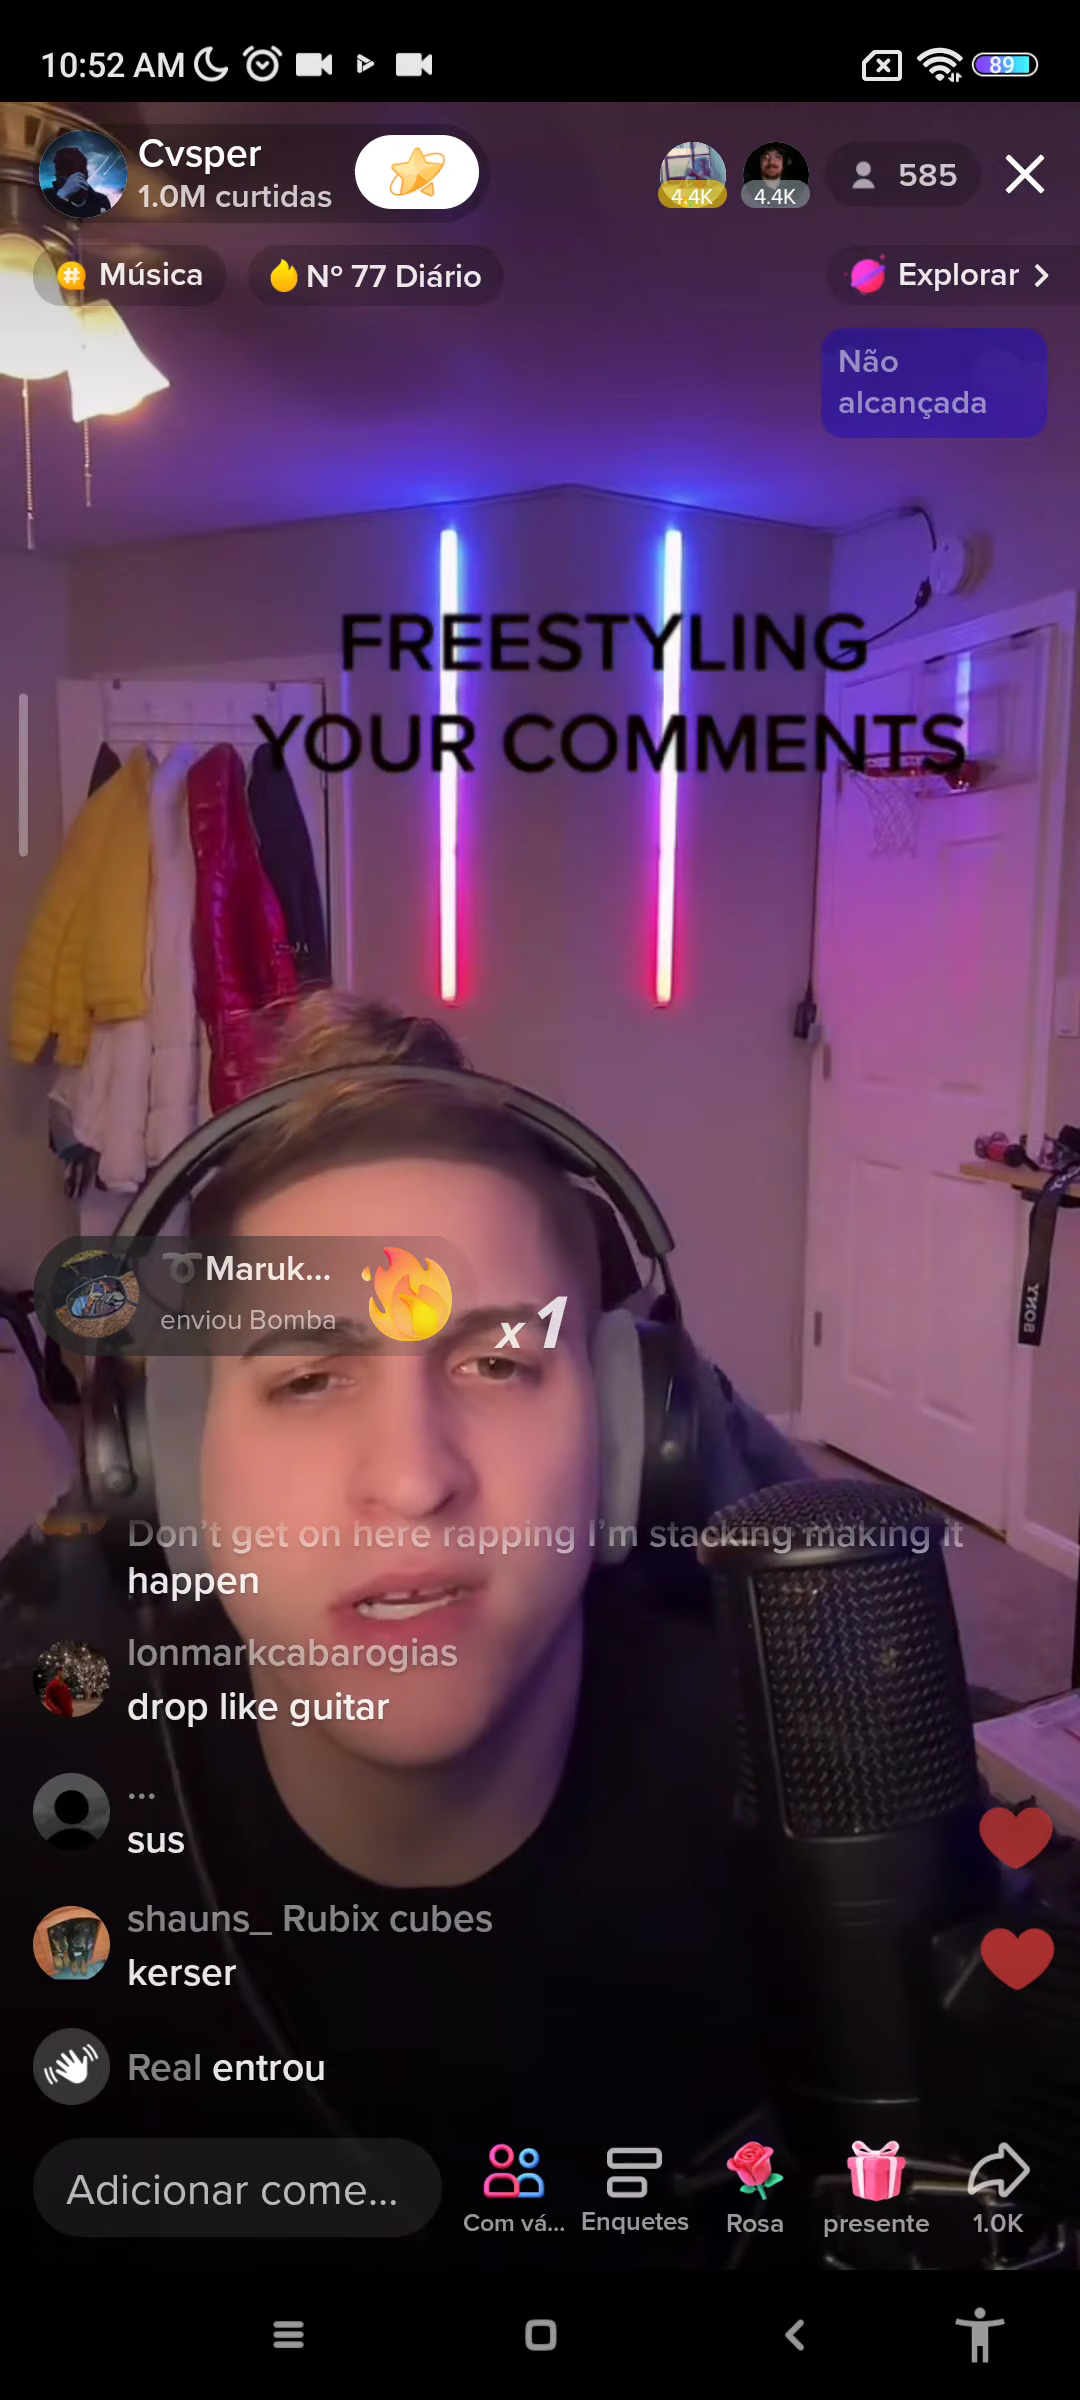 10:52 AM
89
Cvsper
1.0M curtidas
4.4K
4.4K
585
Música
Nº 77 Diário
Explorar
Não
alcançada
FREESTYLING
YOUR COMMENTS
SONY
Maruk...
enviou Bomba
x1
Don't get on here rapping I'm stacking making it
happen
lonmarkcabarogias
drop like guitar
...
sus
shauns_ Rubix cubes
kerser
Real entrou
Adicionar come...
Com vá...
Enquetes
Rosa
presente
1.0K